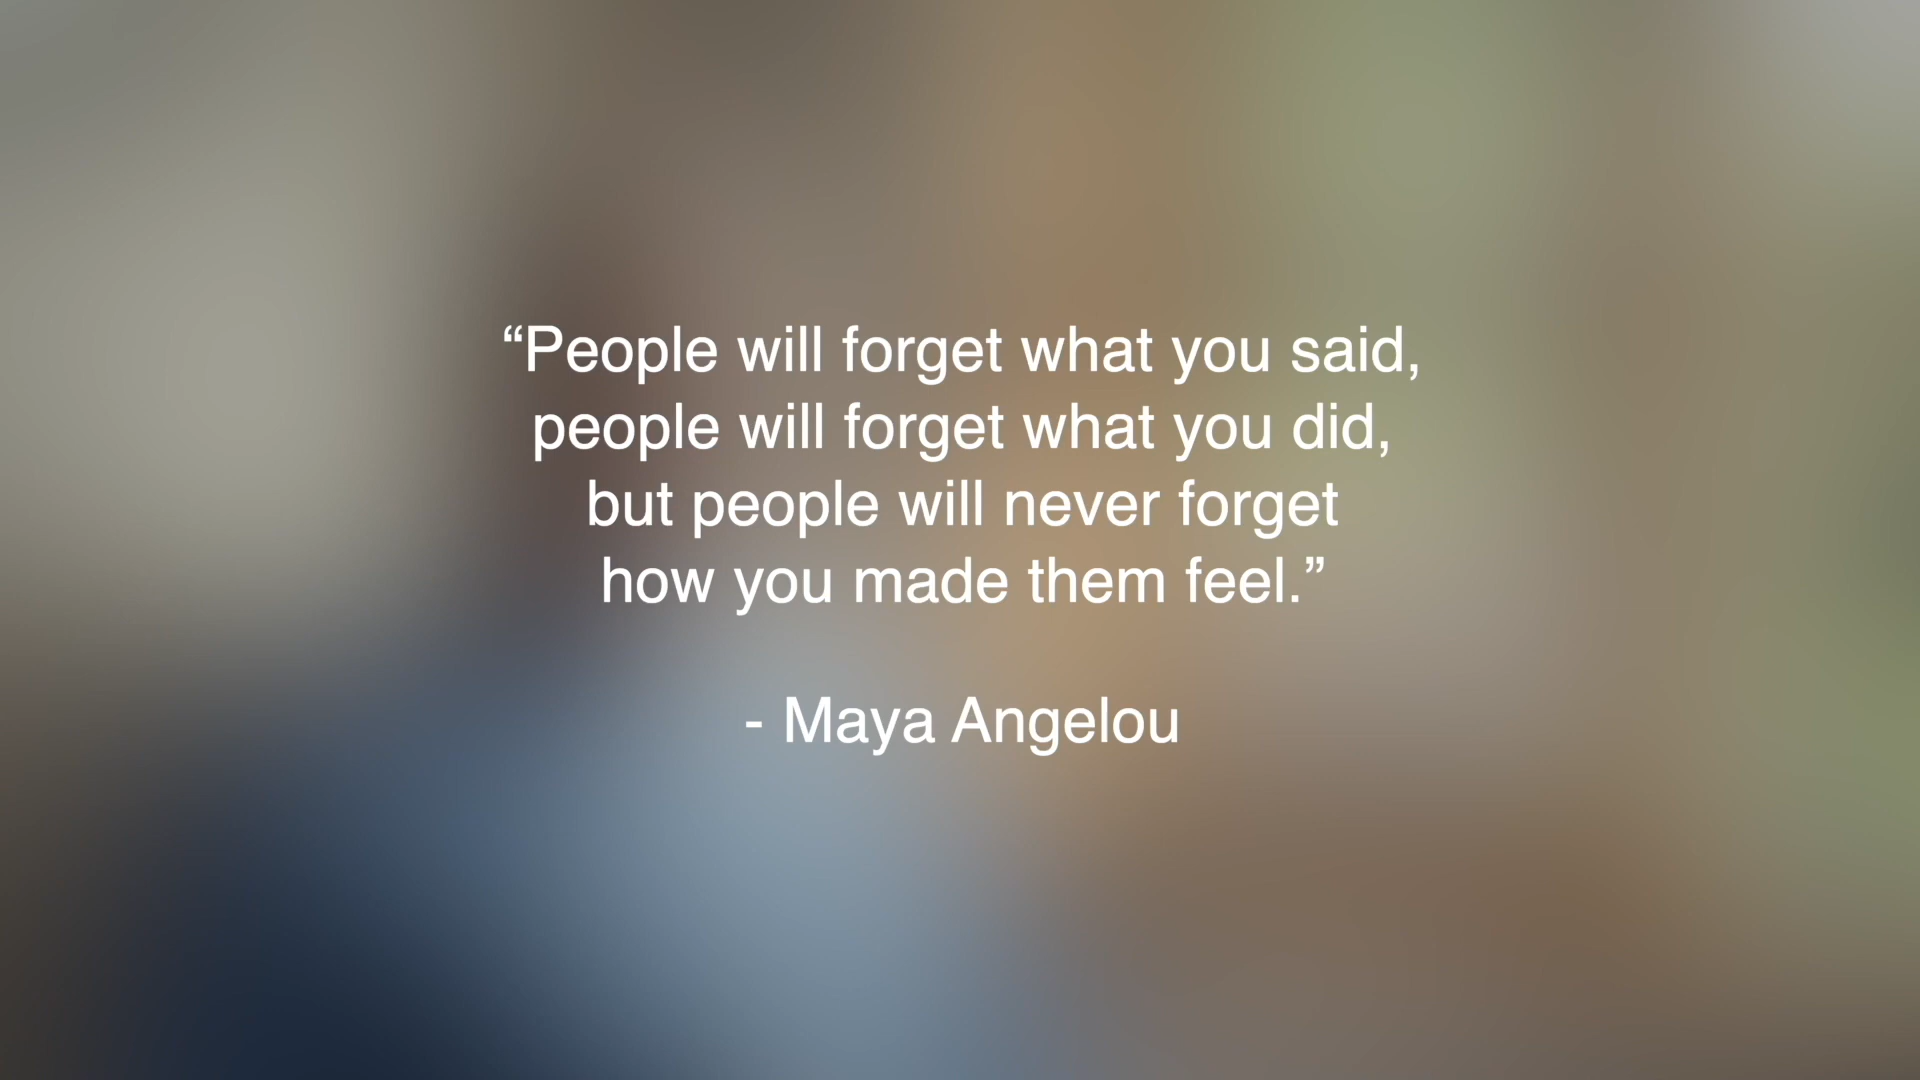 “People will forget what you said,
people will forget what you did,
but people will never forget
how you made them feel.”
- Maya Angelou